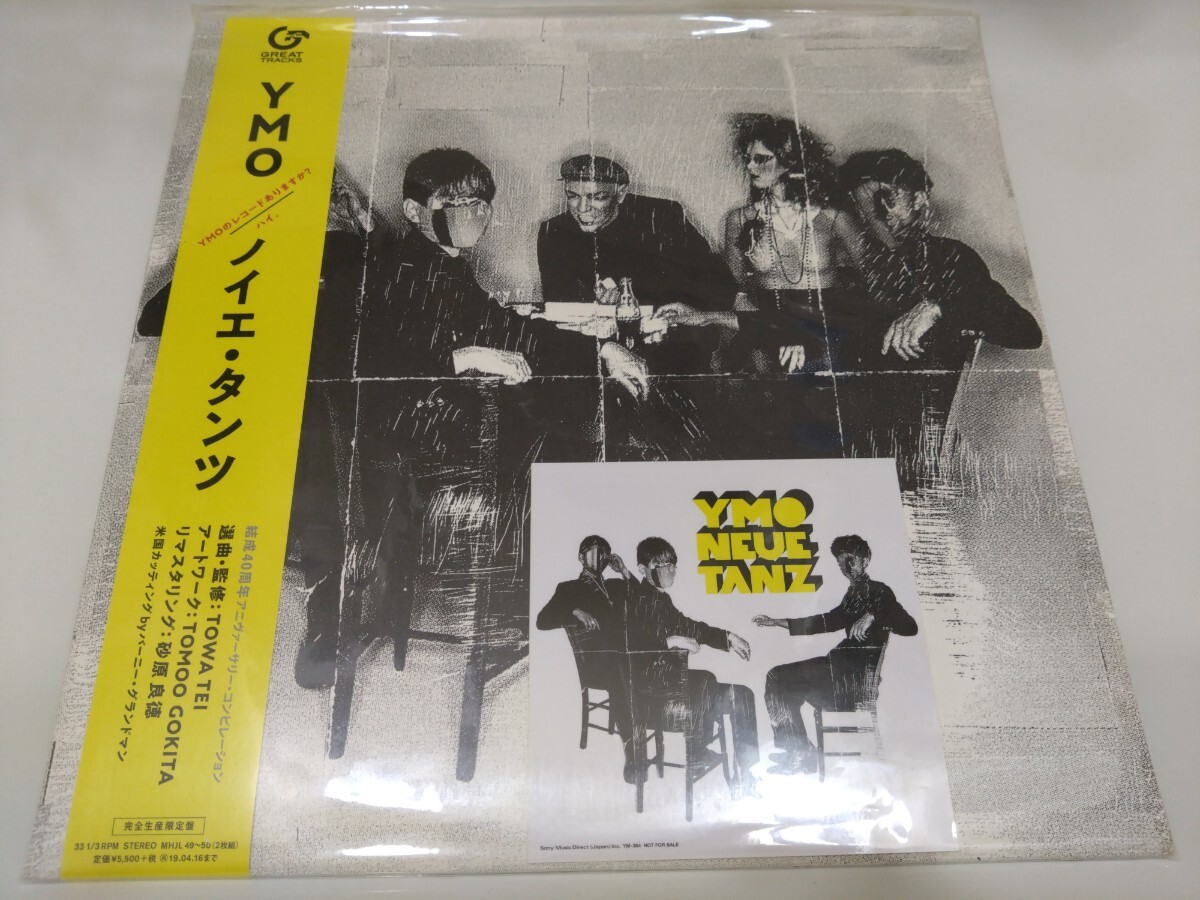 GREAT
TRACKS
YMO
YMOのレコードありますか?
ハイ。
ノイエ・タンツ
結成40周年アニヴァーサリー・コンピレーション
選曲・監修:TOWA TEI
アートワーク:TOMOO GOKITA
リマスタリング:砂原良徳
米国カッティングbyバーニー・グランドマン
完全生産限定盤
33 1/3 RPM STEREO MHJL 49~50(2枚組)
定価¥5,500+税 Ⓗ19.04.16まで
YMO
NEUE
TANZ
Sony Music Direct (Japan) Inc. YM-384 NOT FOR SALE